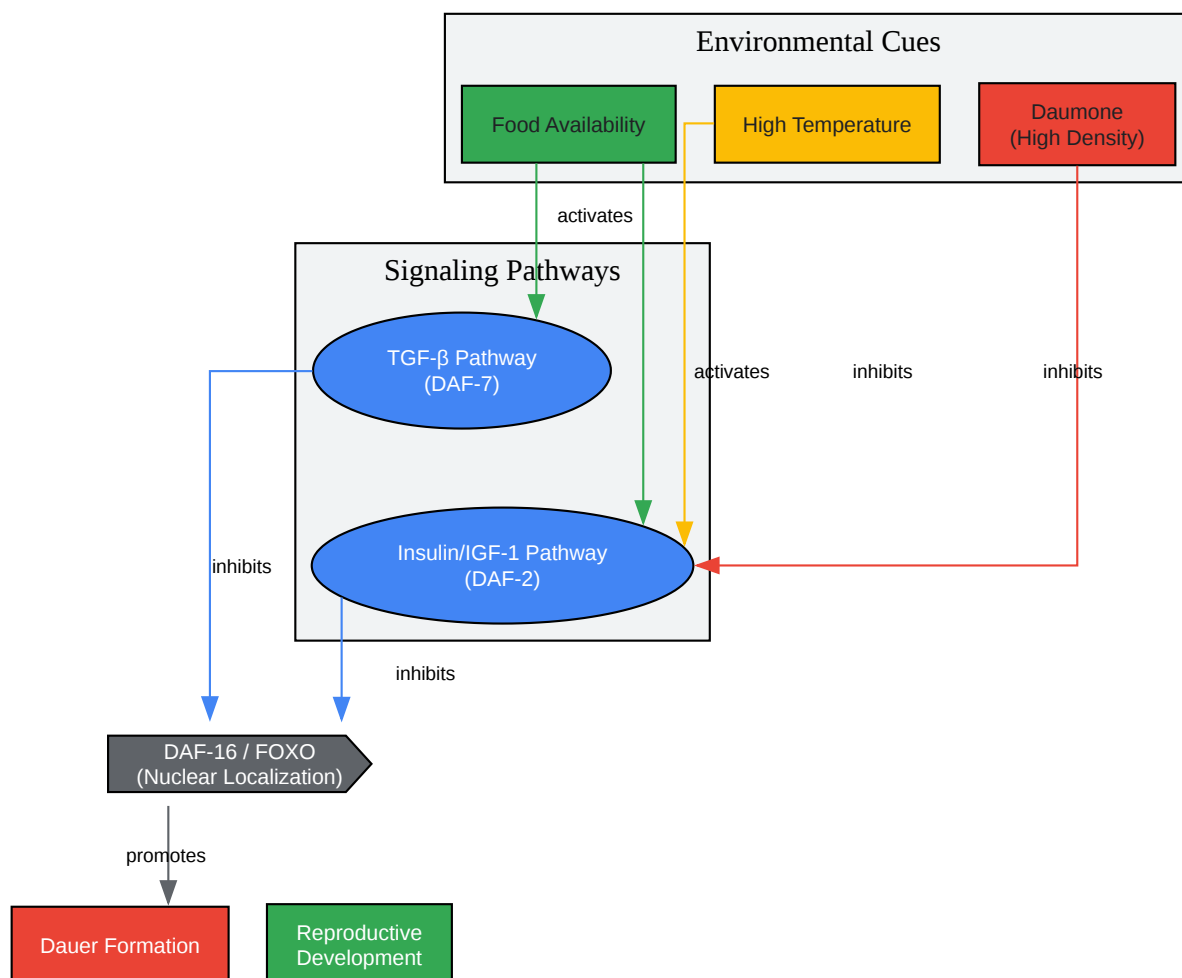 Environmental Cues
Food Availability
High Temperature
Daumone
(High Density)
activates
Signaling Pathways
TGF-β Pathway
(DAF-7)
activates
inhibits
inhibits
Insulin/IGF-1 Pathway
(DAF-2)
inhibits
inhibits
DAF-16 / FOXO
(Nuclear Localization)
promotes
Dauer Formation
Reproductive
Development